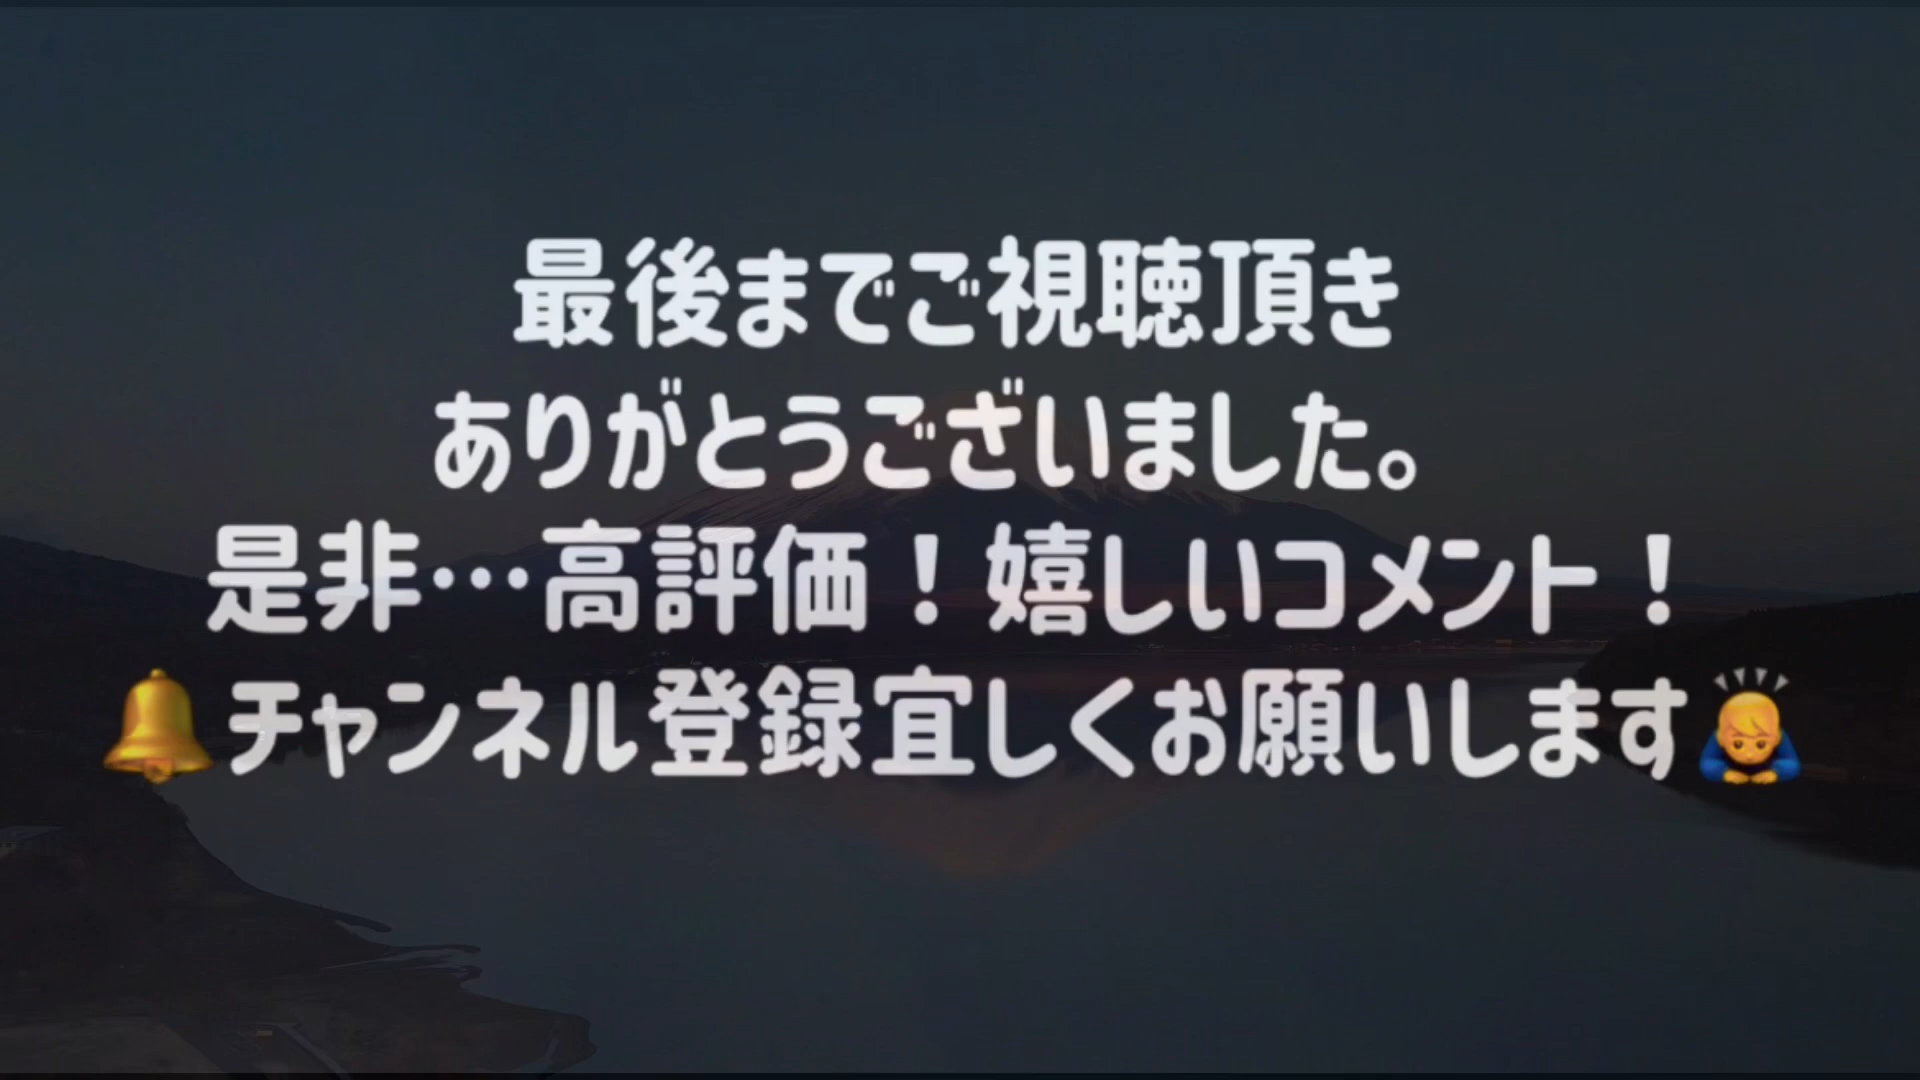 最後までご視聴頂き
ありがとうございました。
是非…高評価！嬉しいコメント！
🔔チャンネル登録宜しくお願いします🙇